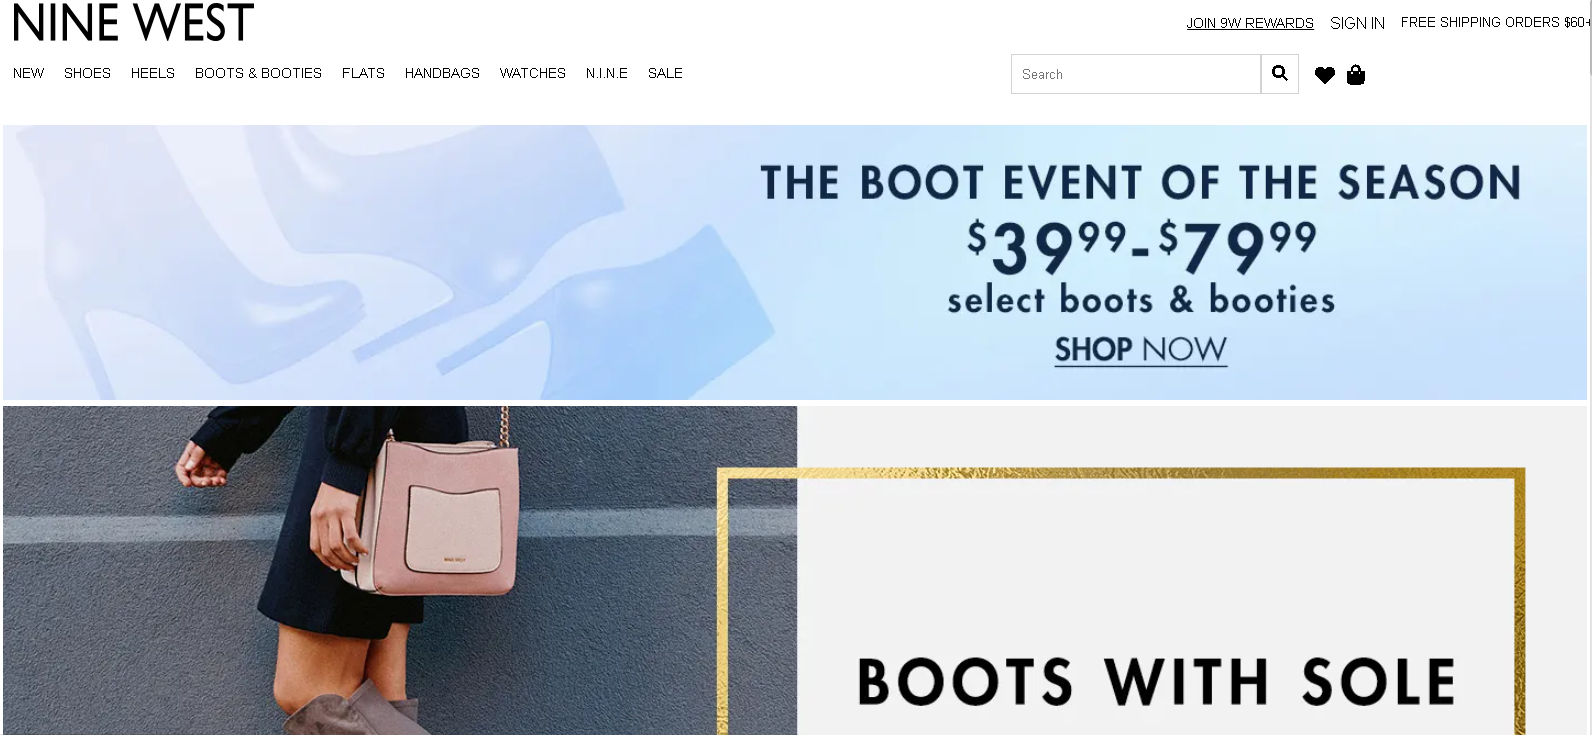 NINE WEST
JOIN 9W REWARDS SIGN IN FREE SHIPPING ORDERS $60+
NEW SHOES HEELS BOOTS & BOOTIES FLATS HANDBAGS WATCHES N.I.N.E SALE
Search
THE BOOT EVENT OF THE SEASON
$39.99-$79.99
select boots & booties
SHOP NOW
NINE WEST
BOOTS WITH SOLE